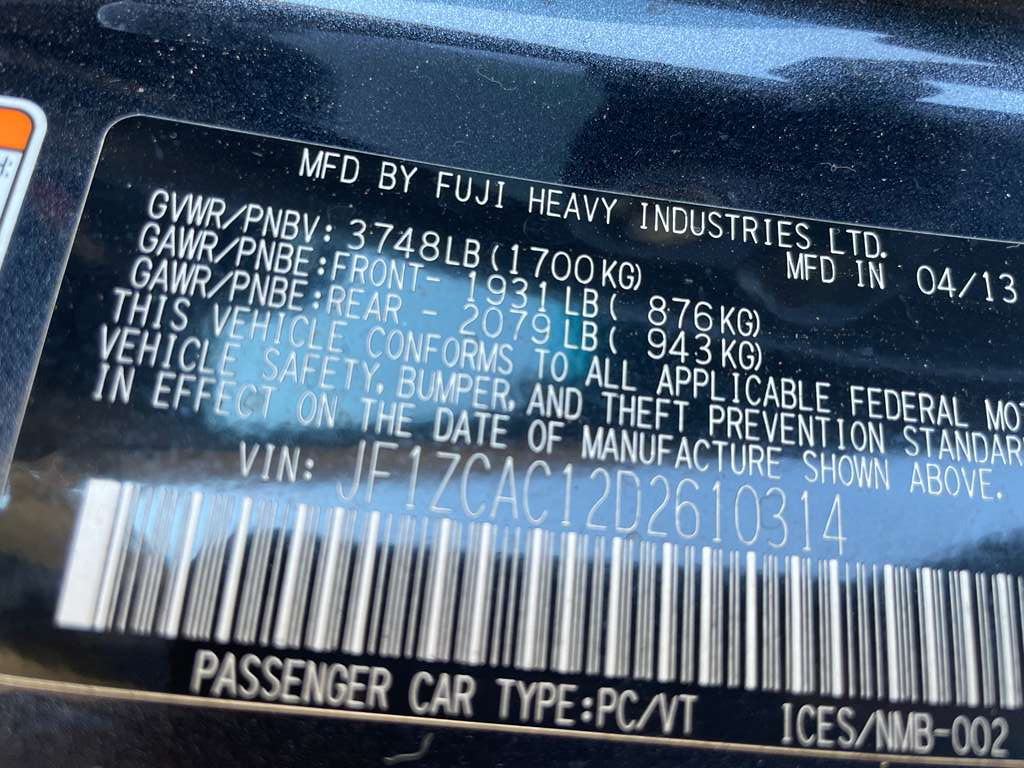 MFD BY FUJI HEAVY INDUSTRIES LTD.
GVWR/PNBV: 3748LB(1700KG) MFD IN 04/13
GAWR/PNBE:FRONT- 1931LB( 876KG)
GAWR/PNBE:REAR - 2079LB( 943KG)
THIS VEHICLE CONFORMS TO ALL APPLICABLE FEDERAL MOT
VEHICLE SAFETY, BUMPER, AND THEFT PREVENTION STANDAR
IN EFFECT ON THE DATE OF MANUFACTURE SHOWN ABOVE.
VIN: JF1ZCAC12D2610314
PASSENGER CAR TYPE:PC/VT ICES/NMB-002